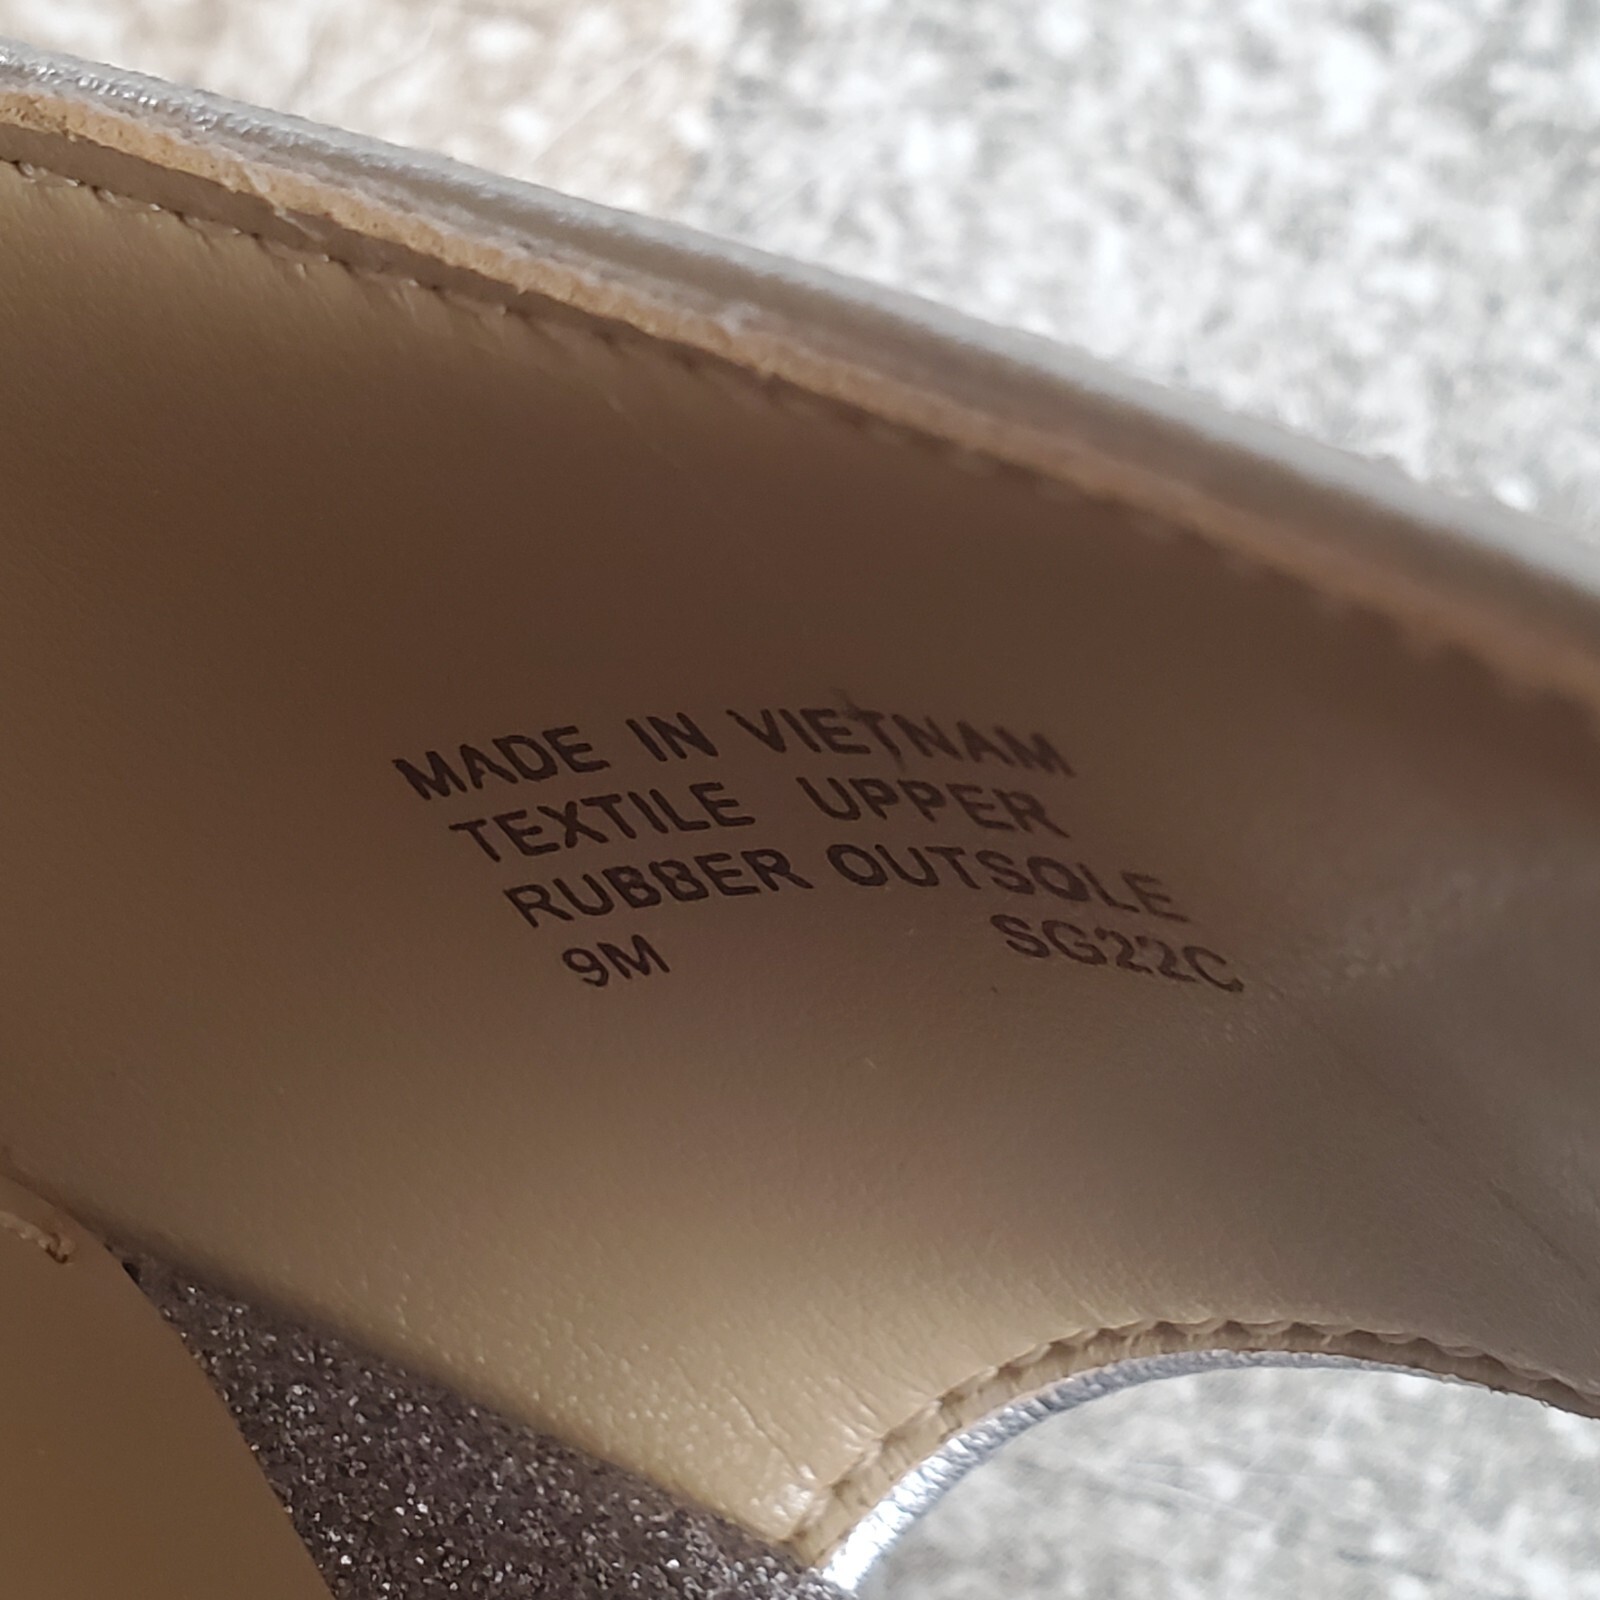 MADE IN VIETNAM
TEXTILE UPPER
RUBBER OUTSOLE
9M SG22C